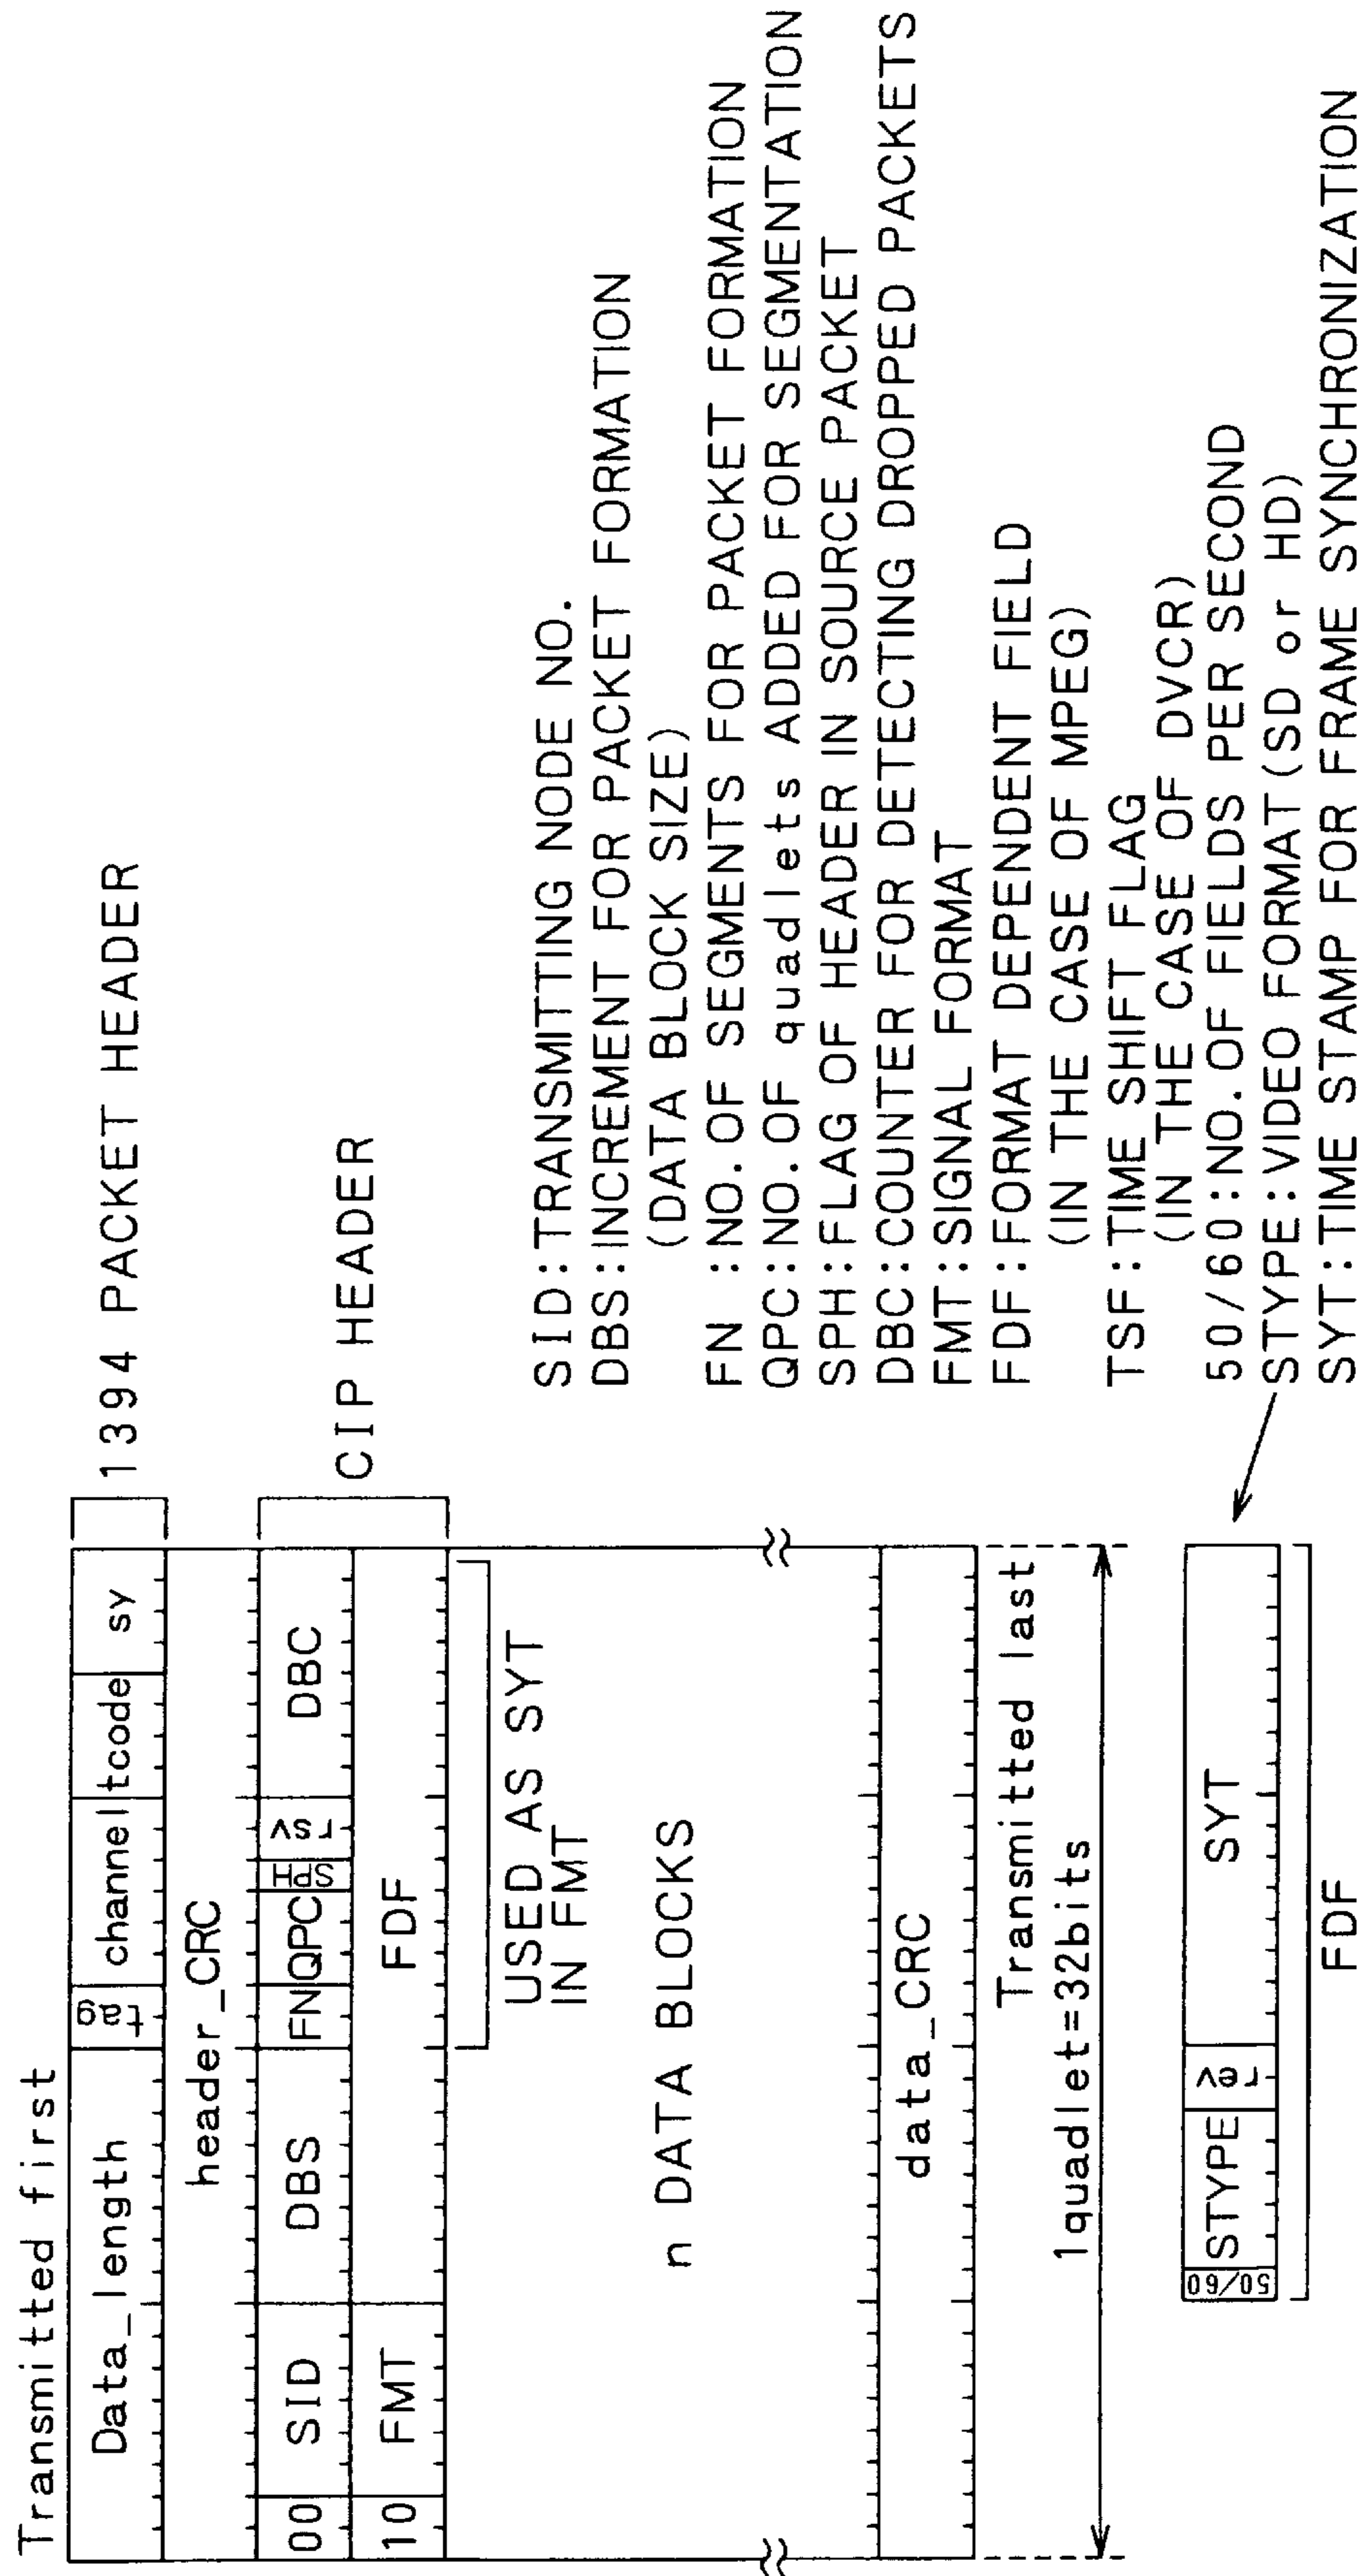 Transmitted first
Data_length tag channel tcode sy
1394 PACKET HEADER
header_CRC
00 SID DBS FN QPC SPH rsv DBC
10 FMT FDF
CIP HEADER
USED AS SYT
IN FMT
n DATA BLOCKS
data_CRC
Transmitted last
1quadlet=32bits
50/60 STYPE rev SYT
FDF
SID:TRANSMITTING NODE NO.
DBS:INCREMENT FOR PACKET FORMATION
(DATA BLOCK SIZE)
FN :NO.OF SEGMENTS FOR PACKET FORMATION
QPC:NO.OF quadlets ADDED FOR SEGMENTATION
SPH:FLAG OF HEADER IN SOURCE PACKET
DBC:COUNTER FOR DETECTING DROPPED PACKETS
FMT:SIGNAL FORMAT
FDF:FORMAT DEPENDENT FIELD
(IN THE CASE OF MPEG)
TSF:TIME SHIFT FLAG
(IN THE CASE OF DVCR)
50/60:NO.OF FIELDS PER SECOND
STYPE:VIDEO FORMAT(SD or HD)
SYT:TIME STAMP FOR FRAME SYNCHRONIZATION